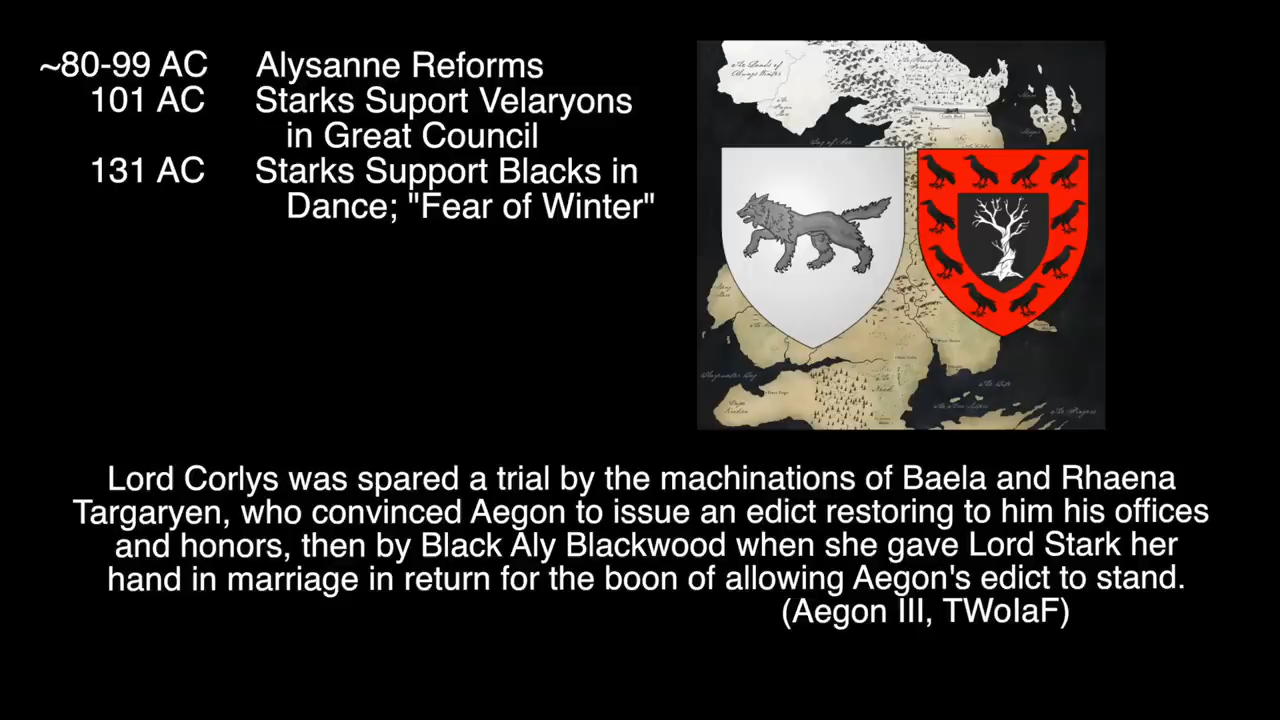 ~80-99 AC Alysanne Reforms
101 AC Starks Suport Velaryons
in Great Council
131 AC Starks Support Blacks in
Dance; "Fear of Winter"
Lord Corlys was spared a trial by the machinations of Baela and Rhaena
Targaryen, who convinced Aegon to issue an edict restoring to him his offices
and honors, then by Black Aly Blackwood when she gave Lord Stark her
hand in marriage in return for the boon of allowing Aegon's edict to stand.
(Aegon III, TWoIaF)